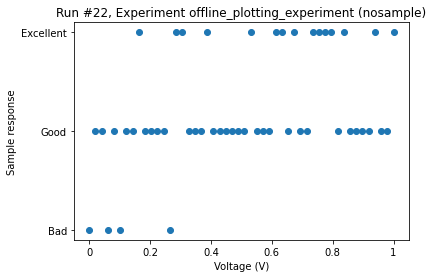 Run #22, Experiment offline_plotting_experiment (nosample)
Excellent
Good
Bad
Sample response
0
0.2
0.4
0.6
0.8
1
Voltage (V)